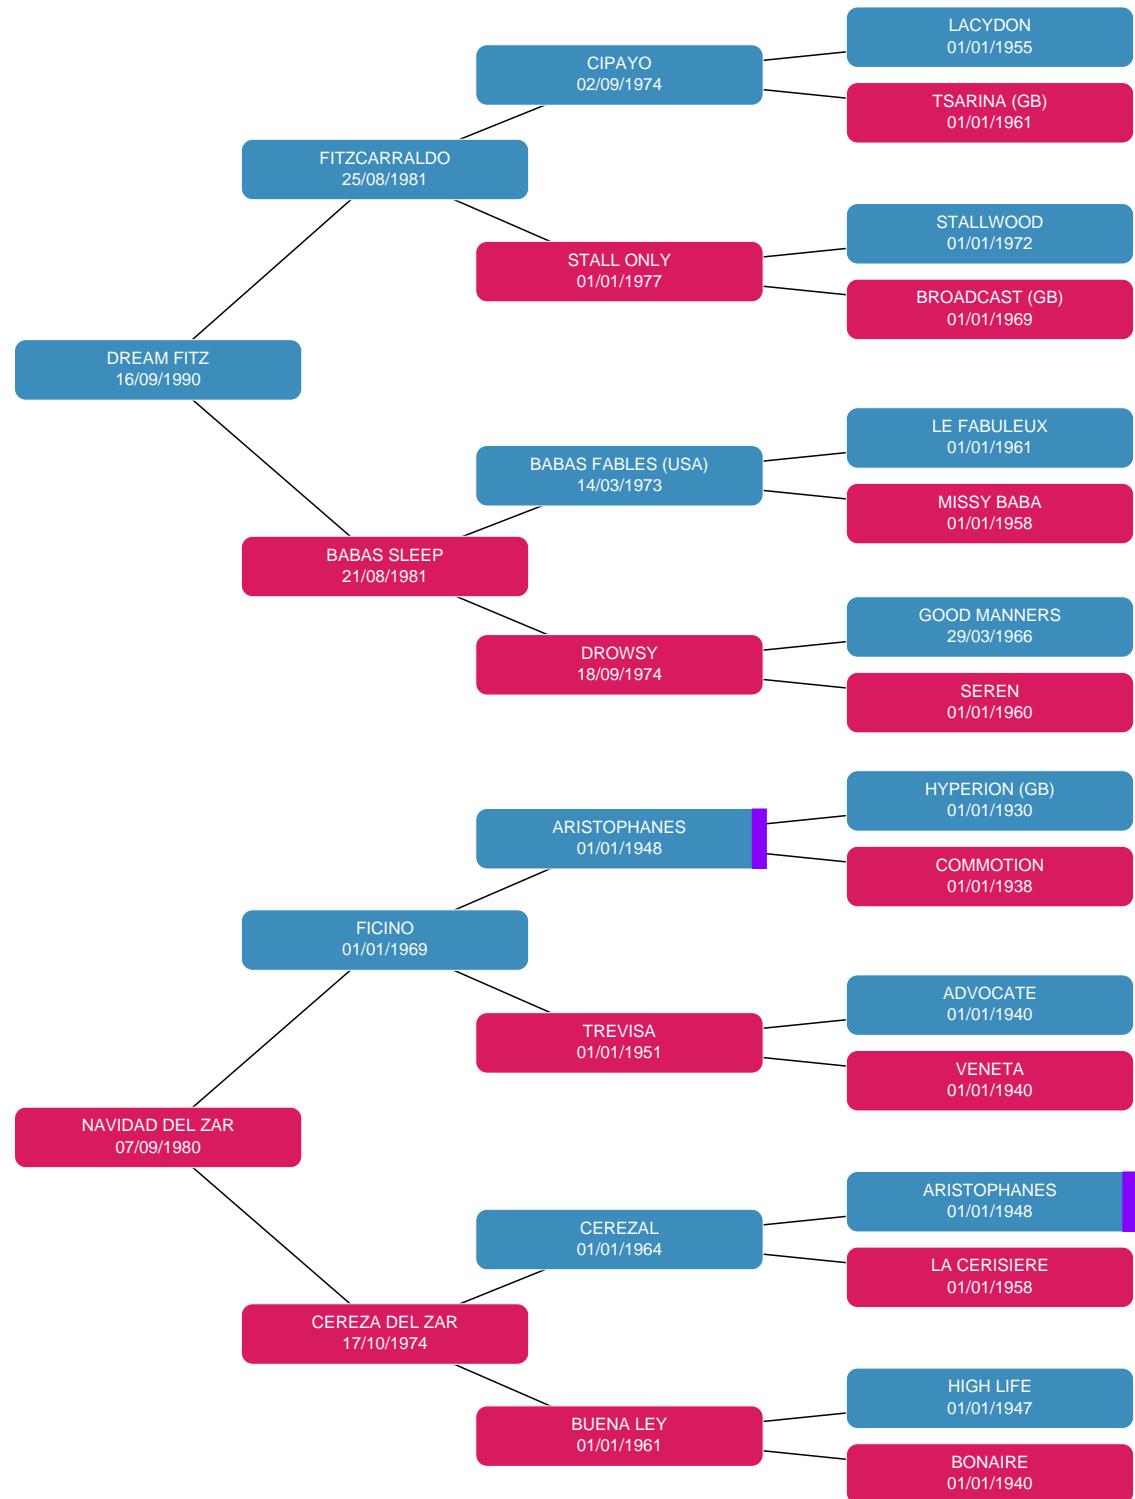 LACYDON
01/01/1955
CIPAYO
02/09/1974
TSARINA (GB)
01/01/1961
FITZCARRALDO
25/08/1981
STALLWOOD
01/01/1972
STALL ONLY
01/01/1977
BROADCAST (GB)
01/01/1969
DREAM FITZ
16/09/1990
LE FABULEUX
01/01/1961
BABAS FABLES (USA)
14/03/1973
MISSY BABA
01/01/1958
BABAS SLEEP
21/08/1981
GOOD MANNERS
29/03/1966
DROWSY
18/09/1974
SEREN
01/01/1960
HYPERION (GB)
01/01/1930
ARISTOPHANES
01/01/1948
COMMOTION
01/01/1938
FICINO
01/01/1969
ADVOCATE
01/01/1940
TREVISA
01/01/1951
VENETA
01/01/1940
NAVIDAD DEL ZAR
07/09/1980
ARISTOPHANES
01/01/1948
CEREZAL
01/01/1964
LA CERISIERE
01/01/1958
CEREZA DEL ZAR
17/10/1974
HIGH LIFE
01/01/1947
BUENA LEY
01/01/1961
BONAIRE
01/01/1940